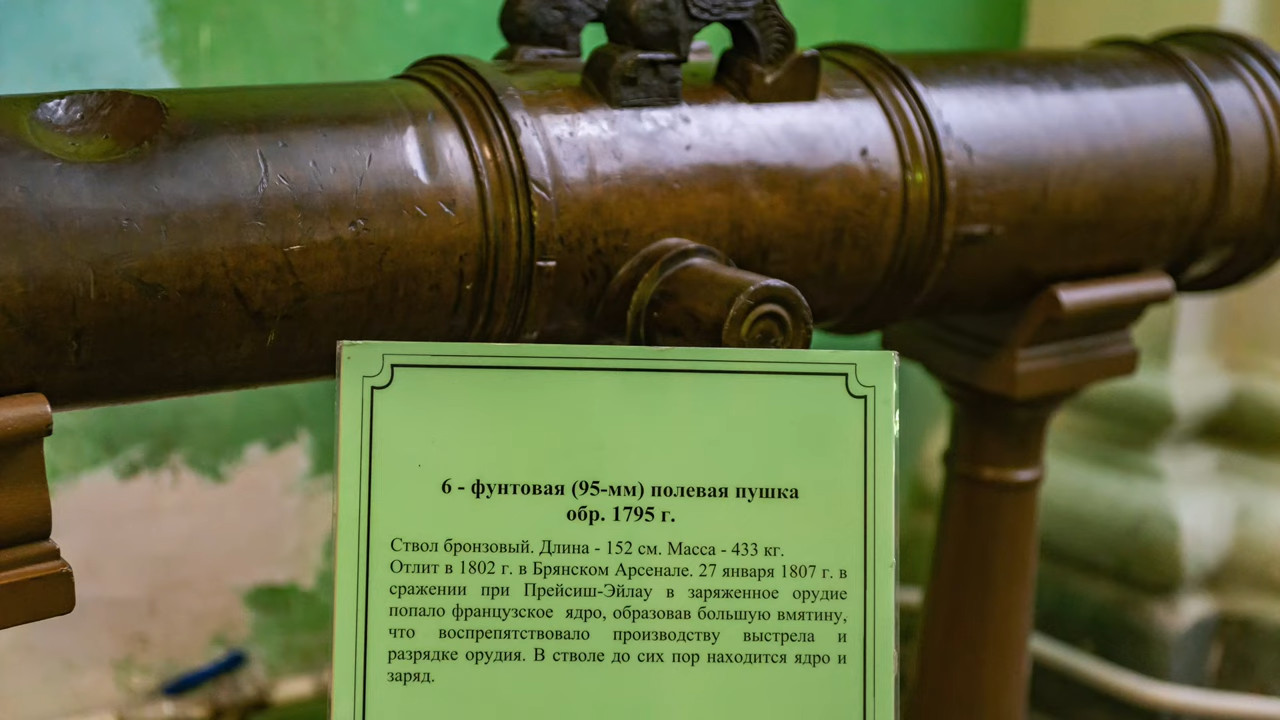 6 - фунтовая (95-мм) полевая пушка
обр. 1795 г.
Ствол бронзовый. Длина - 152 см. Масса - 433 кг.
Отлит в 1802 г. в Брянском Арсенале. 27 января 1807 г. в
сражении при Прейсиш-Эйлау в заряженное орудие
попало французское ядро, образовав большую вмятину,
что воспрепятствовало производству выстрела и
разрядке орудия. В стволе до сих пор находится ядро и
заряд.